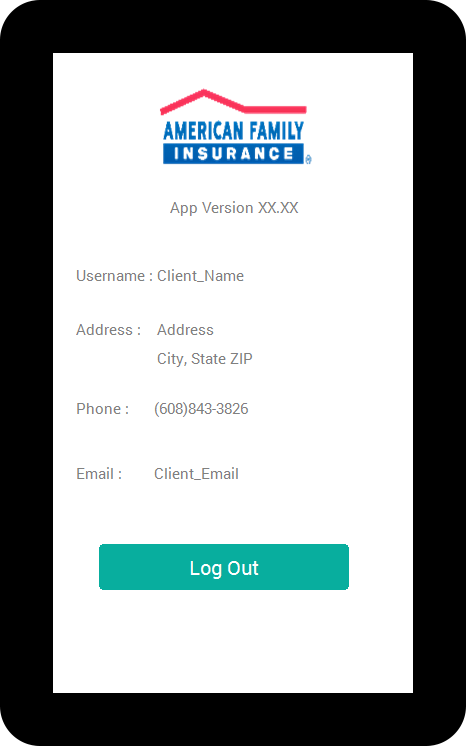 AMERICAN FAMILY
INSURANCE ®
App Version XX.XX
Username : Client_Name
Address : Address
City, State ZIP
Phone : (608)843-3826
Email : Client_Email
Log Out